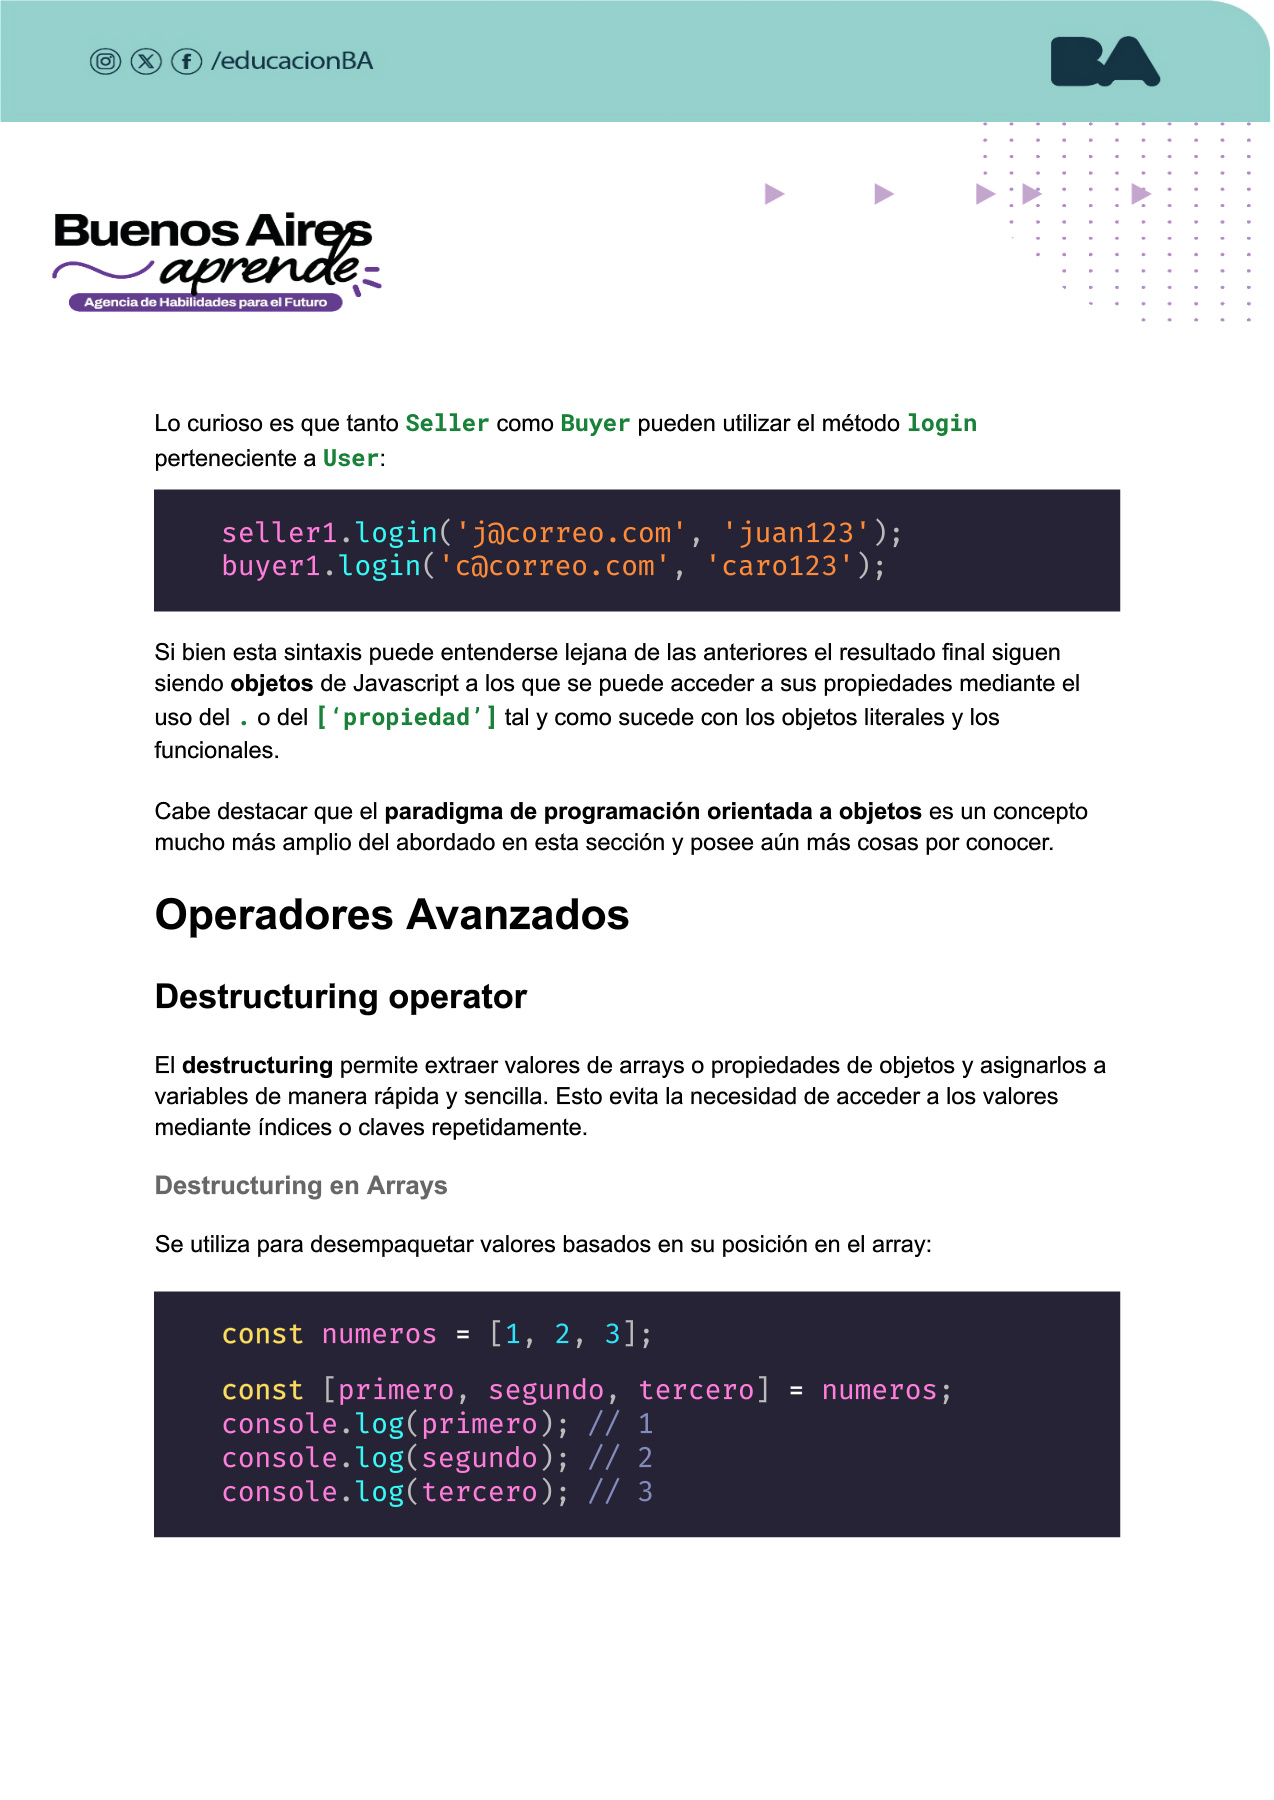 /educacionBA
BA
Buenos Aires
aprende
Agencia de Habilidades para el Futuro
Lo curioso es que tanto Seller como Buyer pueden utilizar el método login
perteneciente a User:
seller1.login('j@correo.com', 'juan123');
buyer1.login('c@correo.com', 'caro123');
Si bien esta sintaxis puede entenderse lejana de las anteriores el resultado final siguen
siendo objetos de Javascript a los que se puede acceder a sus propiedades mediante el
uso del . o del [‘propiedad’] tal y como sucede con los objetos literales y los
funcionales.
Cabe destacar que el paradigma de programación orientada a objetos es un concepto
mucho más amplio del abordado en esta sección y posee aún más cosas por conocer.
Operadores Avanzados
Destructuring operator
El destructuring permite extraer valores de arrays o propiedades de objetos y asignarlos a
variables de manera rápida y sencilla. Esto evita la necesidad de acceder a los valores
mediante índices o claves repetidamente.
Destructuring en Arrays
Se utiliza para desempaquetar valores basados en su posición en el array:
const numeros = [1, 2, 3];
const [primero, segundo, tercero] = numeros;
console.log(primero); // 1
console.log(segundo); // 2
console.log(tercero); // 3